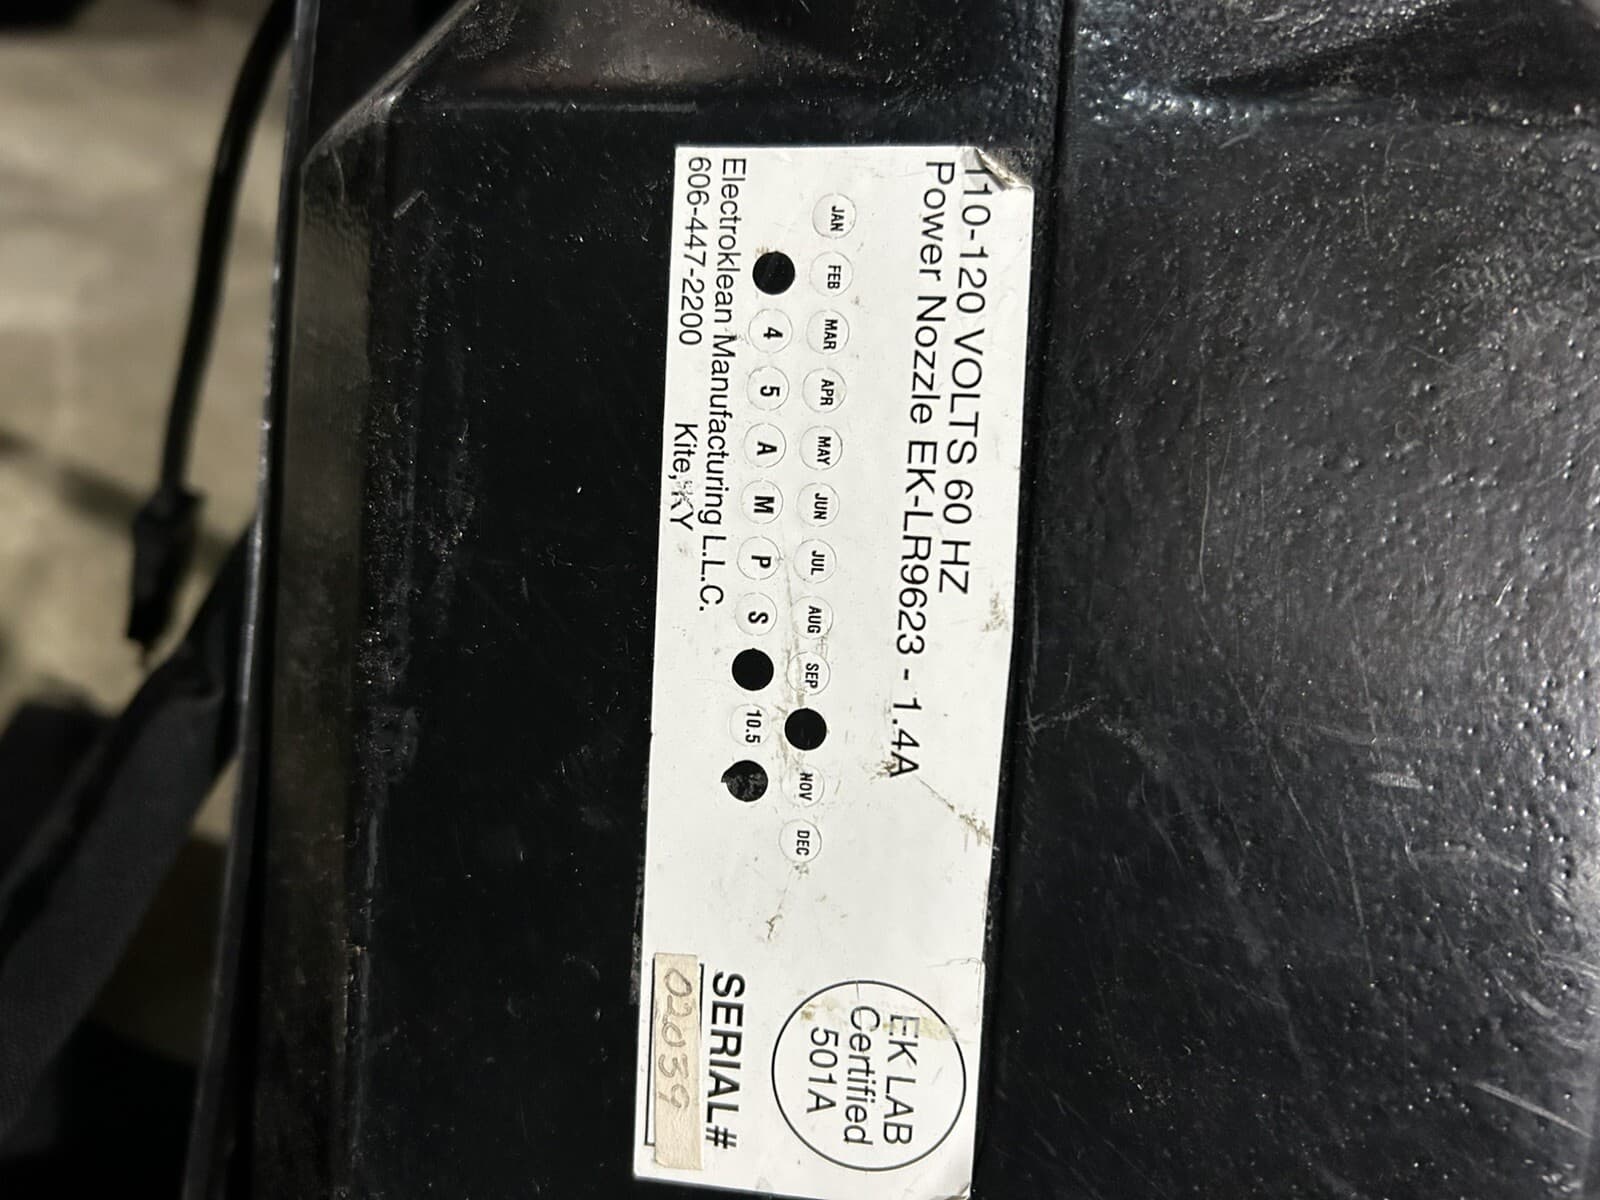 110-120 VOLTS 60 HZ
Power Nozzle EK-LR9623 - 1.4A
JAN FEB MAR APR MAY JUN JUL AUG SEP NOV DEC
4 5 A M P S 10.5
Electroklean Manufacturing L.L.C.
606-447-2200 Kite, KY
EK LAB
Certified
501A
SERIAL#
02039